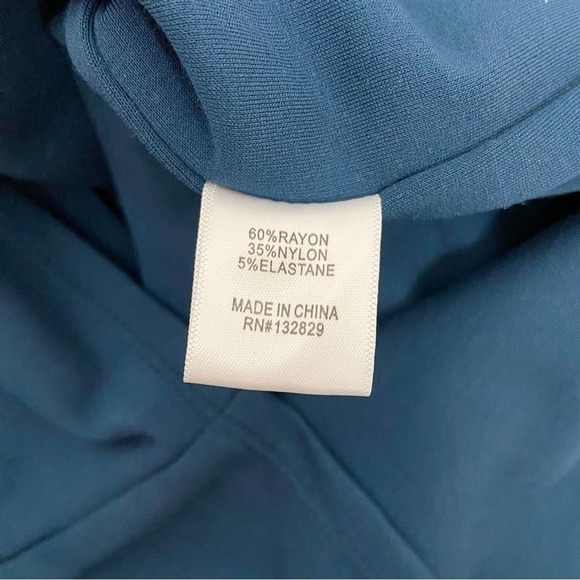 60%RAYON
35%NYLON
5%ELASTANE
MADE IN CHINA
RN#132829